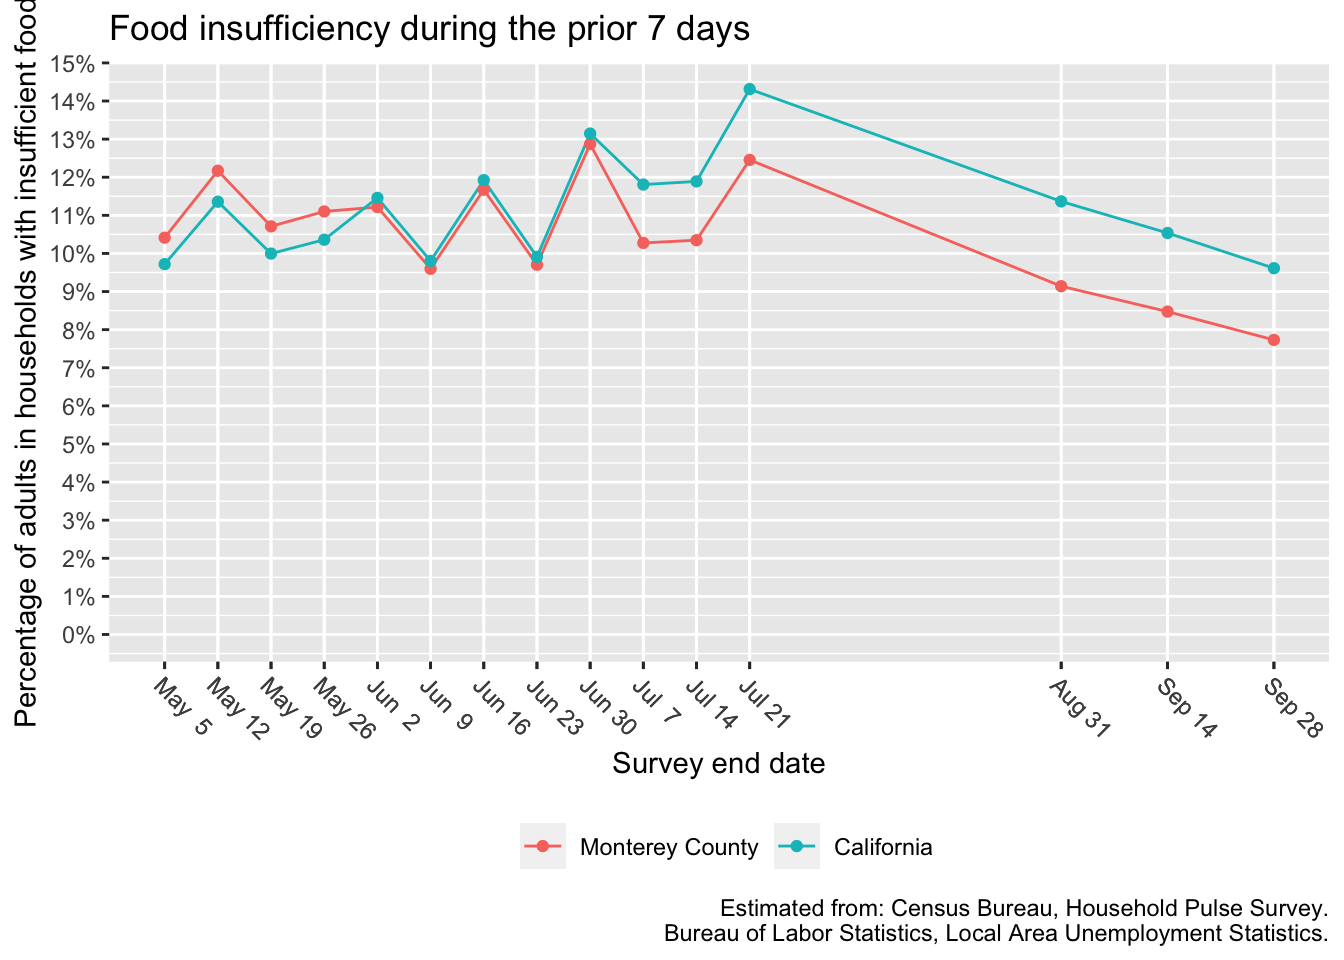 Food insufficiency during the prior 7 days
Percentage of adults in households with insufficient food
15%
14%
13%
12%
11%
10%
9%
8%
7%
6%
5%
4%
3%
2%
1%
0%
May 5
May 12
May 19
May 26
Jun 2
Jun 9
Jun 16
Jun 23
Jun 30
Jul 7
Jul 14
Jul 21
Aug 31
Sep 14
Sep 28
Survey end date
Monterey County
California
Estimated from: Census Bureau, Household Pulse Survey.
Bureau of Labor Statistics, Local Area Unemployment Statistics.